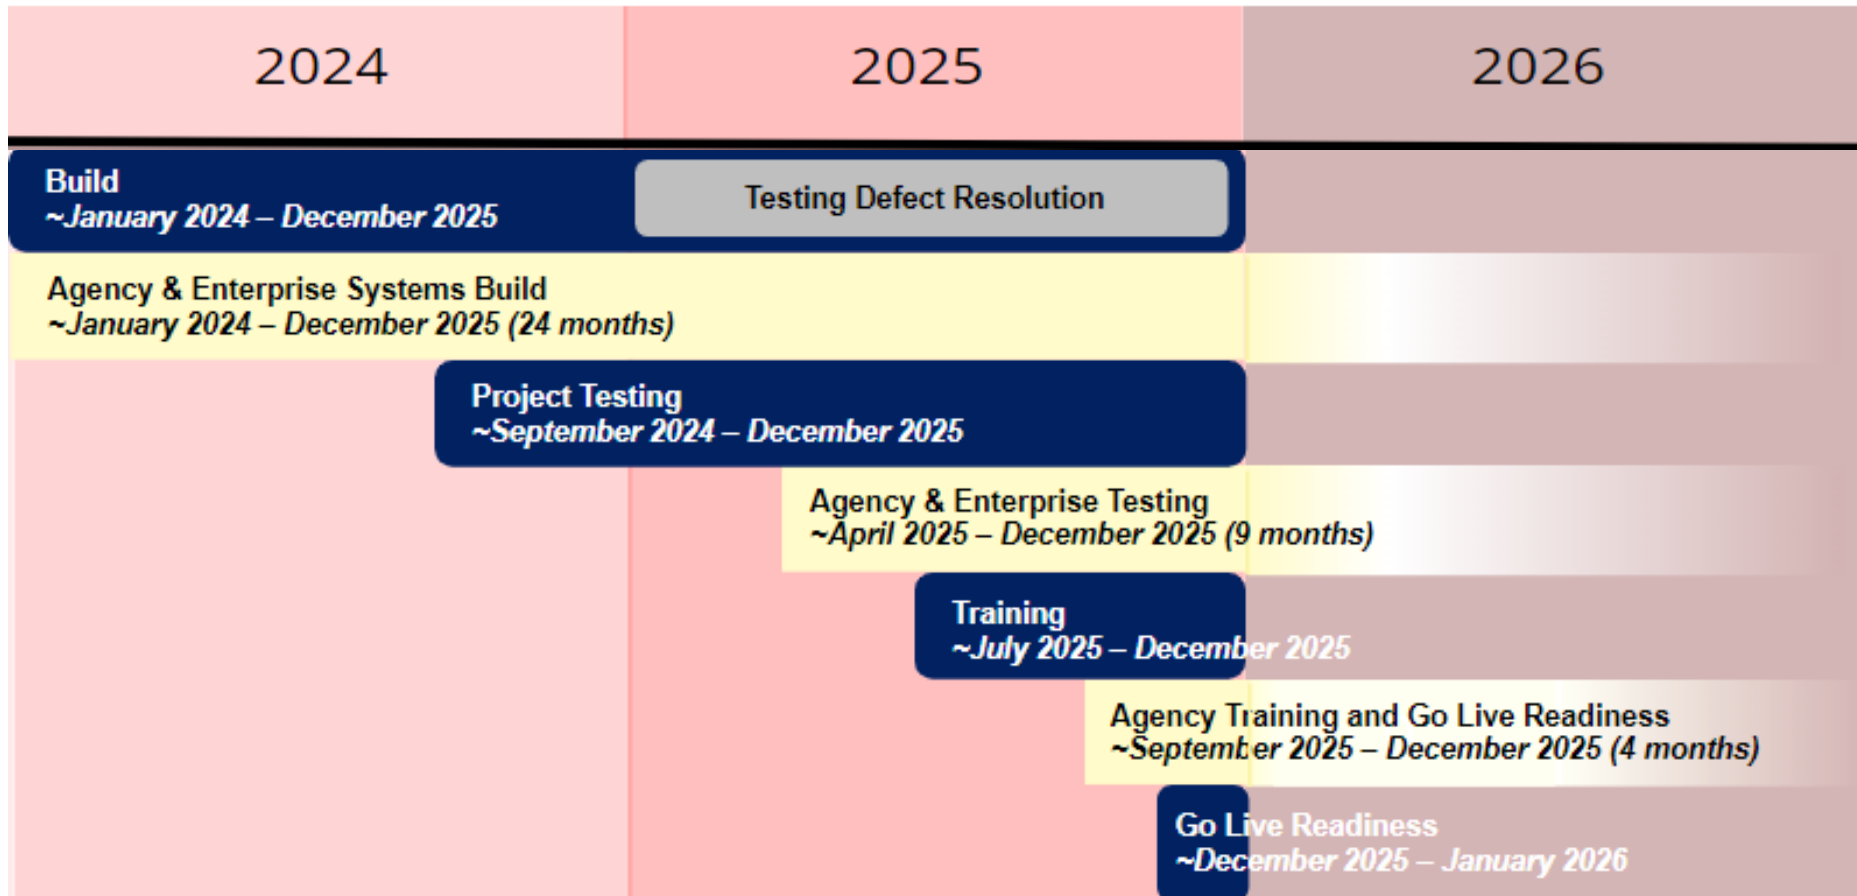 2024 2025 2026
Build
~January 2024 – December 2025
Testing Defect Resolution
Agency & Enterprise Systems Build
~January 2024 – December 2025 (24 months)
Project Testing
~September 2024 – December 2025
Agency & Enterprise Testing
~April 2025 – December 2025 (9 months)
Training
~July 2025 – December 2025
Agency Training and Go Live Readiness
~September 2025 – December 2025 (4 months)
Go Live Readiness
~December 2025 – January 2026